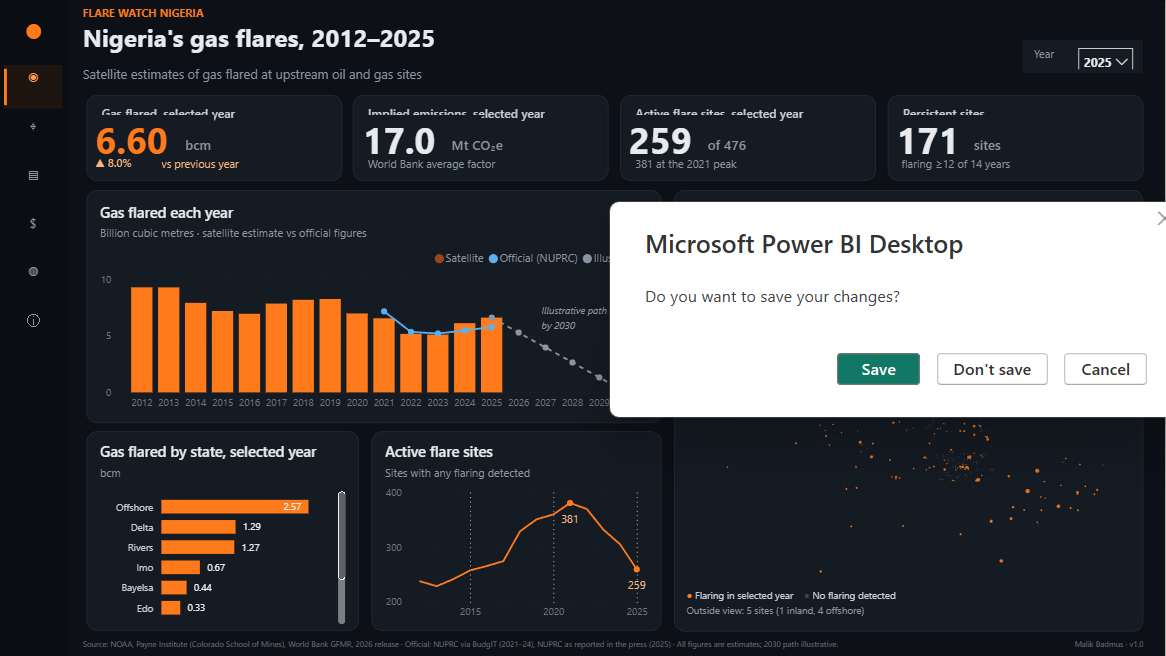 FLARE WATCH NIGERIA
Nigeria's gas flares, 2012–2025
Satellite estimates of gas flared at upstream oil and gas sites
Year
2025
Gas flared, selected year
6.60 bcm
▲ 8.0% vs previous year
Implied emissions, selected year
17.0 Mt CO₂e
World Bank average factor
Active flare sites, selected year
259 of 476
381 at the 2021 peak
Persistent sites
171 sites
flaring ≥12 of 14 years
$
Gas flared each year
Billion cubic metres · satellite estimate vs official figures
Satellite Official (NUPRC) Illus
10
5
0
Illustrative path
by 2030
2012 2013 2014 2015 2016 2017 2018 2019 2020 2021 2022 2023 2024 2025 2026 2027 2028 2029
Microsoft Power BI Desktop
Do you want to save your changes?
Save Don't save Cancel
Gas flared by state, selected year
bcm
Offshore 2.57
Delta 1.29
Rivers 1.27
Imo 0.67
Bayelsa 0.44
Edo 0.33
Active flare sites
Sites with any flaring detected
400
300
200
381
259
2015 2020 2025
Flaring in selected year No flaring detected
Outside view: 5 sites (1 inland, 4 offshore)
Source: NOAA, Payne Institute (Colorado School of Mines), World Bank GFMR, 2026 release · Official: NUPRC via BudgIT (2021–24), NUPRC as reported in the press (2025) · All figures are estimates; 2030 path illustrative.
Malik Badmus · v1.0